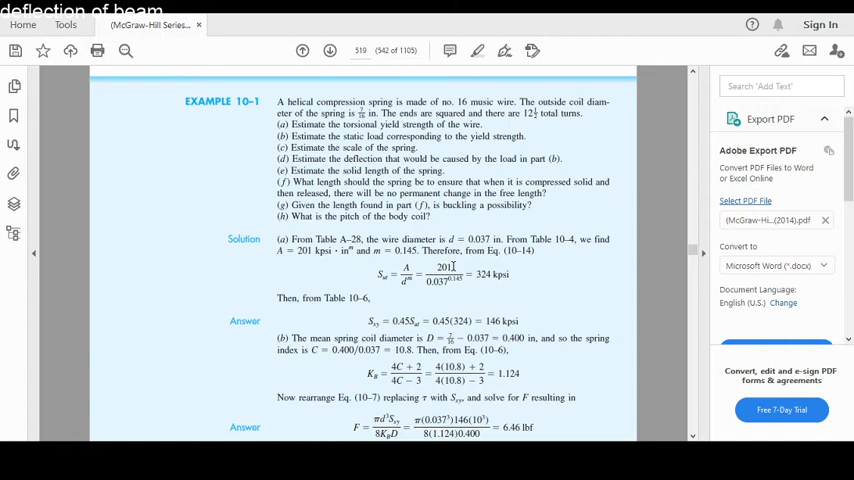 deflection of beam
Home Tools (McGraw-Hill Series... × Sign In
519 (542 of 1105)
EXAMPLE 10–1 A helical compression spring is made of no. 16 music wire. The outside coil diam-
eter of the spring is 7/16 in. The ends are squared and there are 12 1/2 total turns.
(a) Estimate the torsional yield strength of the wire.
(b) Estimate the static load corresponding to the yield strength.
(c) Estimate the scale of the spring.
(d) Estimate the deflection that would be caused by the load in part (b).
(e) Estimate the solid length of the spring.
(f) What length should the spring be to ensure that when it is compressed solid and
then released, there will be no permanent change in the free length?
(g) Given the length found in part (f), is buckling a possibility?
(h) What is the pitch of the body coil?
Solution (a) From Table A–28, the wire diameter is d = 0.037 in. From Table 10–4, we find
A = 201 kpsi · in^m and m = 0.145. Therefore, from Eq. (10–14)
S_ut = A/d^m = 201/0.037^0.145 = 324 kpsi
Then, from Table 10–6,
Answer S_sy = 0.45S_ut = 0.45(324) = 146 kpsi
(b) The mean spring coil diameter is D = 7/16 − 0.037 = 0.400 in, and so the spring
index is C = 0.400/0.037 = 10.8. Then, from Eq. (10–6),
K_B = (4C + 2)/(4C − 3) = (4(10.8) + 2)/(4(10.8) − 3) = 1.124
Now rearrange Eq. (10–7) replacing τ with S_sy, and solve for F resulting in
Answer F = πd³S_sy/8K_BD = π(0.037³)146(10³)/8(1.124)0.400 = 6.46 lbf
Search 'Add Text'
Export PDF
Adobe Export PDF
Convert PDF Files to Word
or Excel Online
Select PDF File
(McGraw-Hi...(2014).pdf ×
Convert to
Microsoft Word (*.docx)
Document Language:
English (U.S.) Change
Convert, edit and e-sign PDF
forms & agreements
Free 7-Day Trial